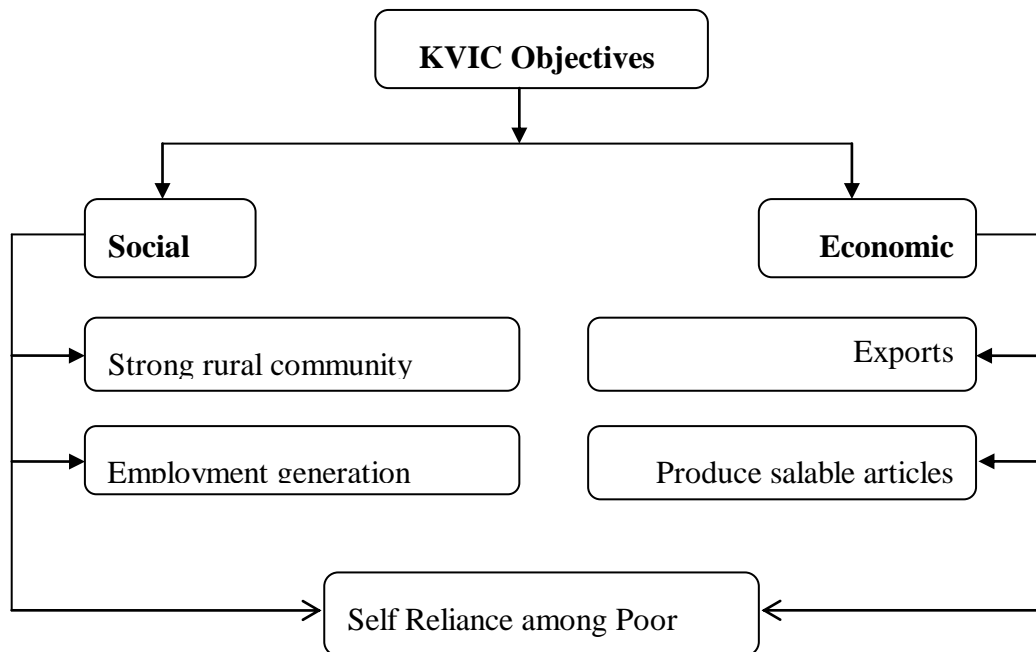 KVIC Objectives
Social
Economic
Strong rural community
Exports
Employment generation
Produce salable articles
Self Reliance among Poor